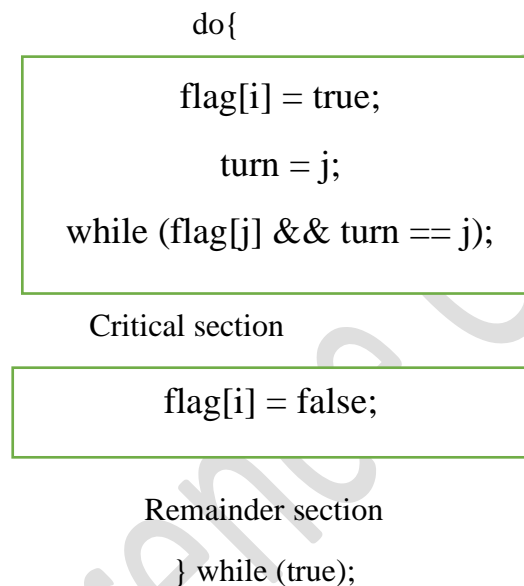 do{
flag[i] = true;
turn = j;
while (flag[j] && turn == j);
Critical section
flag[i] = false;
Remainder section
} while (true);